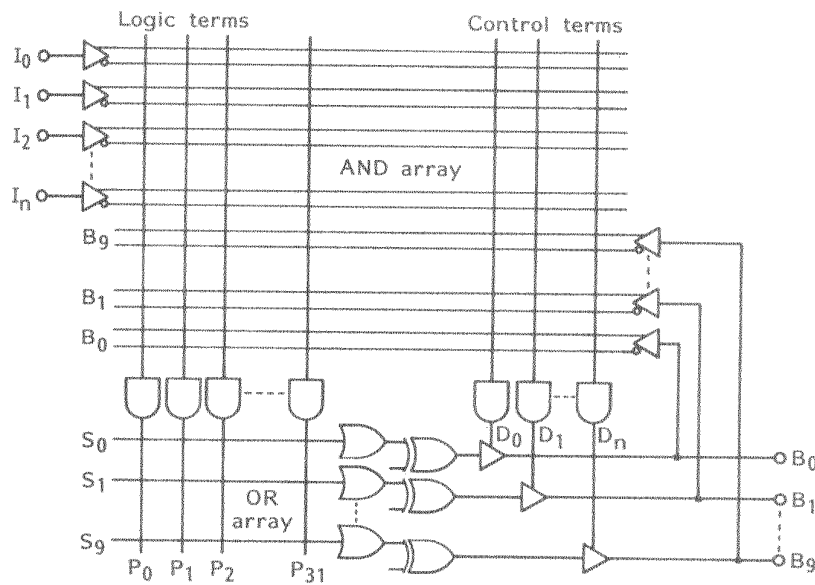 Logic terms Control terms
I0
I1
I2
AND array
In
B9
B1
B0
S0 D0 D1 Dn
B0
S1
B1
OR
array
S9
B9
P0 P1 P2 P31